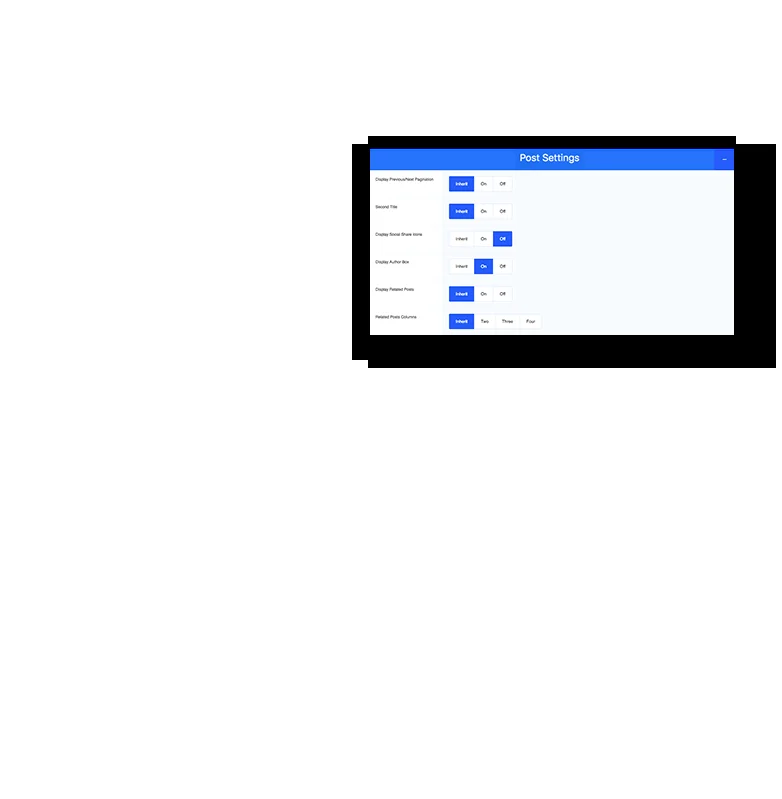 Post Settings
Display Previous/Next Pagination
Inherit On Off
Second Title
Inherit On Off
Display Social Share Icons
Inherit On Off
Display Author Box
Inherit On Off
Display Related Posts
Inherit On Off
Related Posts Columns
Inherit Two Three Four